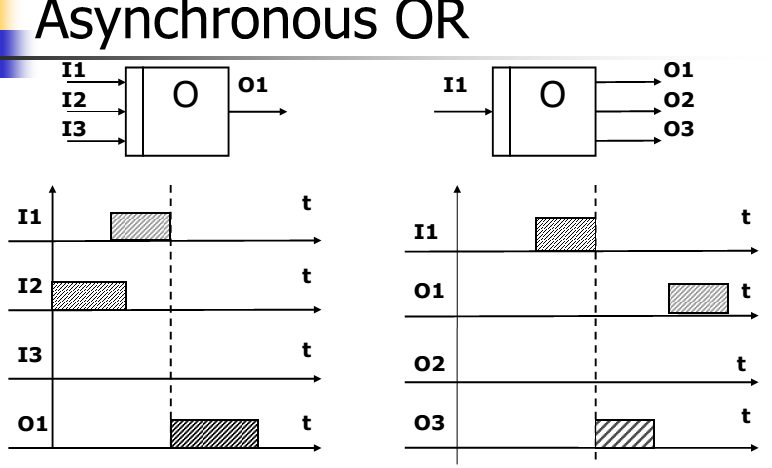 Asynchronous OR
I1
I2
I3
O
O1
I1
O
O1
O2
O3
I1
t
I2
t
I3
t
O1
t
I1
t
O1
t
O2
t
O3
t